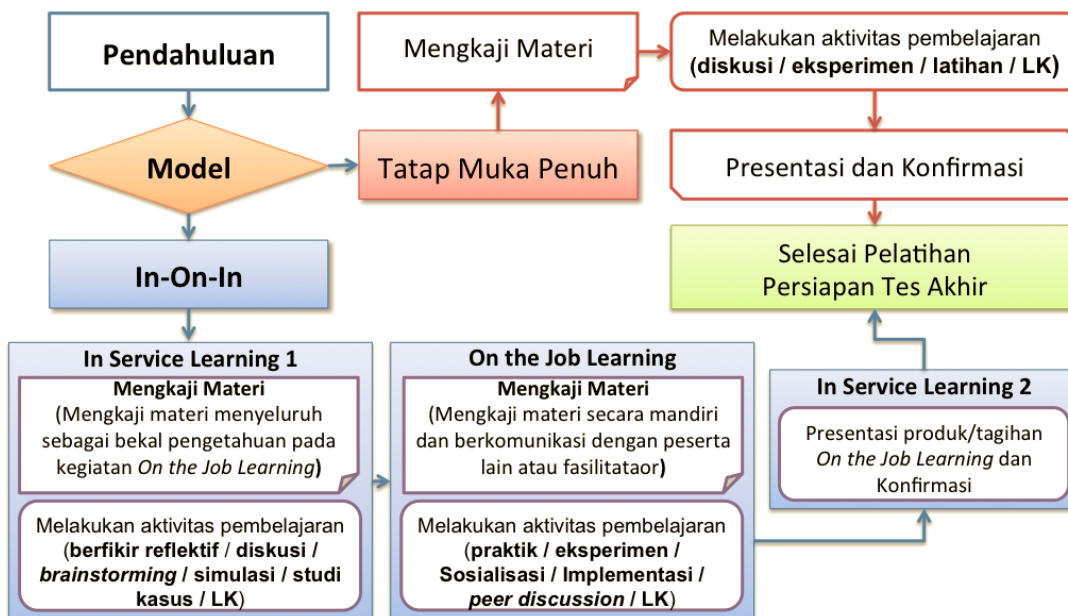 Pendahuluan
Model
Tatap Muka Penuh
Mengkaji Materi
Melakukan aktivitas pembelajaran
(diskusi / eksperimen / latihan / LK)
Presentasi dan Konfirmasi
Selesai Pelatihan
Persiapan Tes Akhir
In-On-In
In Service Learning 1
Mengkaji Materi
(Mengkaji materi menyeluruh
sebagai bekal pengetahuan pada
kegiatan On the Job Learning)
Melakukan aktivitas pembelajaran
(berfikir reflektif / diskusi /
brainstorming / simulasi / studi
kasus / LK)
On the Job Learning
Mengkaji Materi
(Mengkaji materi secara mandiri
dan berkomunikasi dengan peserta
lain atau fasilitataor)
Melakukan aktivitas pembelajaran
(praktik / eksperimen /
Sosialisasi / Implementasi /
peer discussion / LK)
In Service Learning 2
Presentasi produk/tagihan
On the Job Learning dan
Konfirmasi